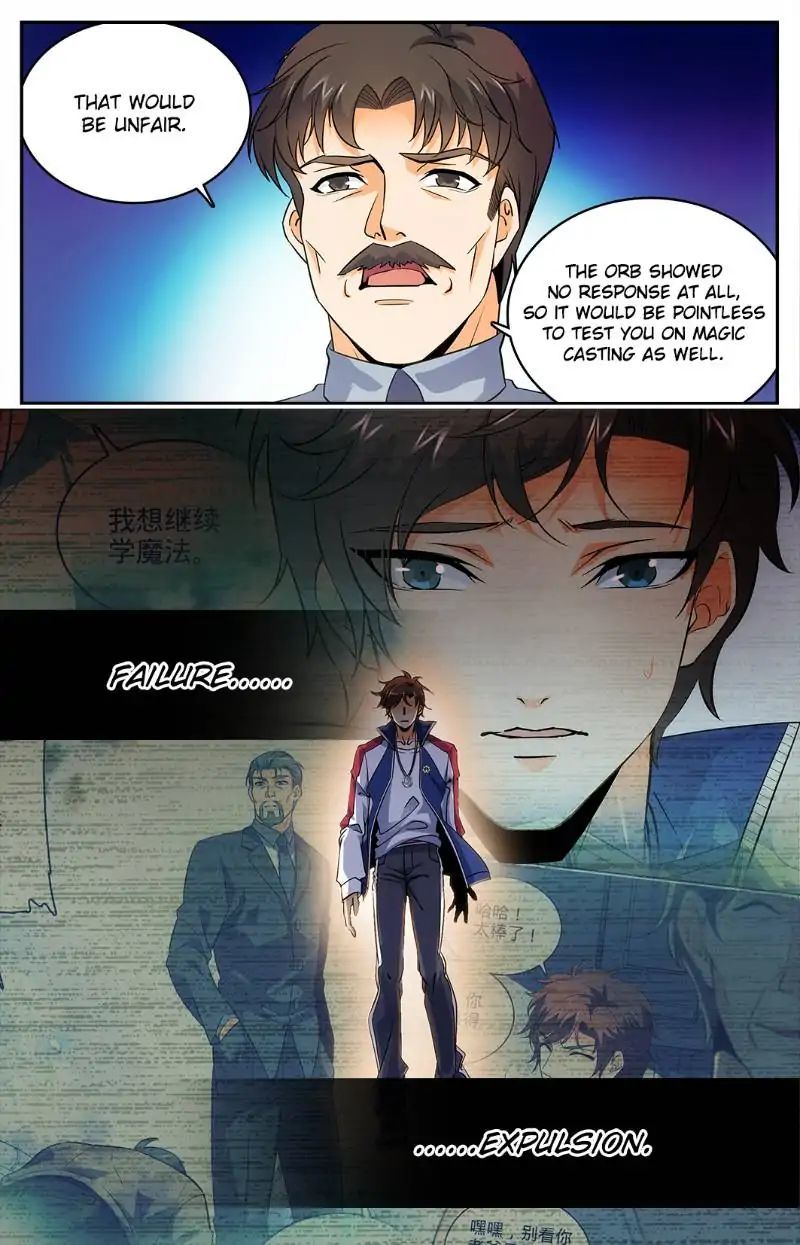 THAT WOULD
BE UNFAIR.
THE ORB SHOWED
NO RESPONSE AT ALL,
SO IT WOULD BE POINTLESS
TO TEST YOU ON MAGIC
CASTING AS WELL.
我想继续
学魔法。
FAILURE......
哈哈！
太棒了！
你
得
......EXPULSION.
嘿嘿，别看你